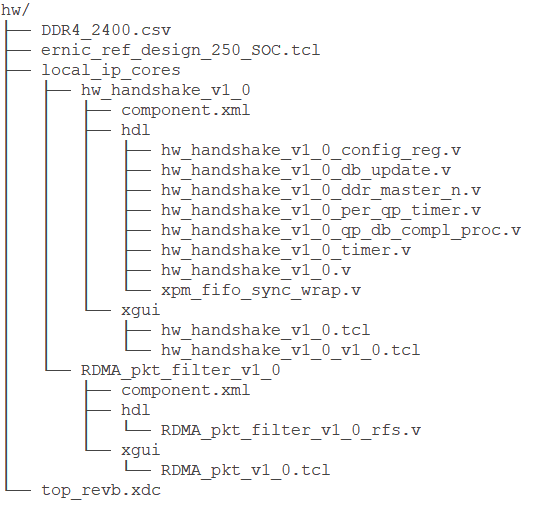 hw/
DDR4_2400.csv
ernic_ref_design_250_SOC.tcl
local_ip_cores
hw_handshake_v1_0
component.xml
hdl
hw_handshake_v1_0_config_reg.v
hw_handshake_v1_0_db_update.v
hw_handshake_v1_0_ddr_master_n.v
hw_handshake_v1_0_per_qp_timer.v
hw_handshake_v1_0_qp_db_compl_proc.v
hw_handshake_v1_0_timer.v
hw_handshake_v1_0.v
xpm_fifo_sync_wrap.v
xgui
hw_handshake_v1_0.tcl
hw_handshake_v1_0_v1_0.tcl
RDMA_pkt_filter_v1_0
component.xml
hdl
RDMA_pkt_filter_v1_0_rfs.v
xgui
RDMA_pkt_v1_0.tcl
top_revb.xdc